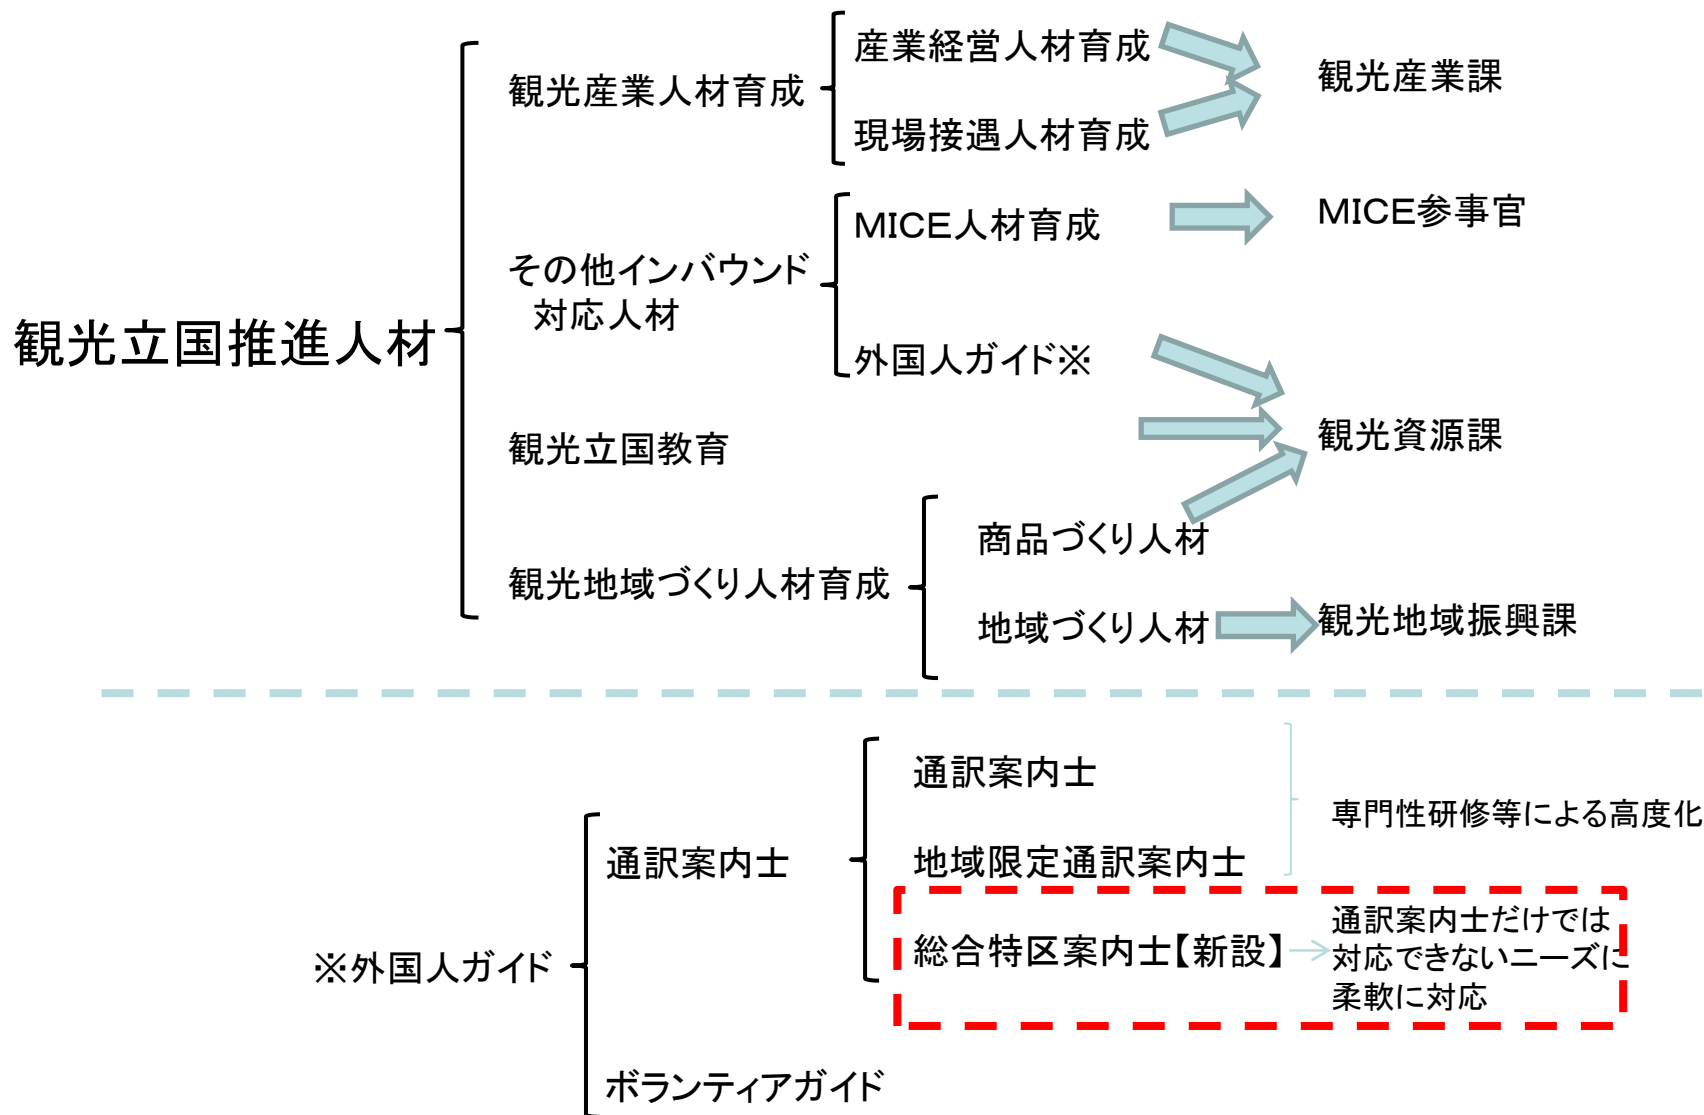 産業経営人材育成
観光産業課
観光産業人材育成
現場接遇人材育成
MICE人材育成
MICE参事官
その他インバウンド
対応人材
観光立国推進人材
外国人ガイド※
観光立国教育
観光資源課
商品づくり人材
観光地域づくり人材育成
地域づくり人材
観光地域振興課
通訳案内士
専門性研修等による高度化
通訳案内士
地域限定通訳案内士
総合特区案内士【新設】
通訳案内士だけでは
対応できないニーズに
柔軟に対応
※外国人ガイド
ボランティアガイド